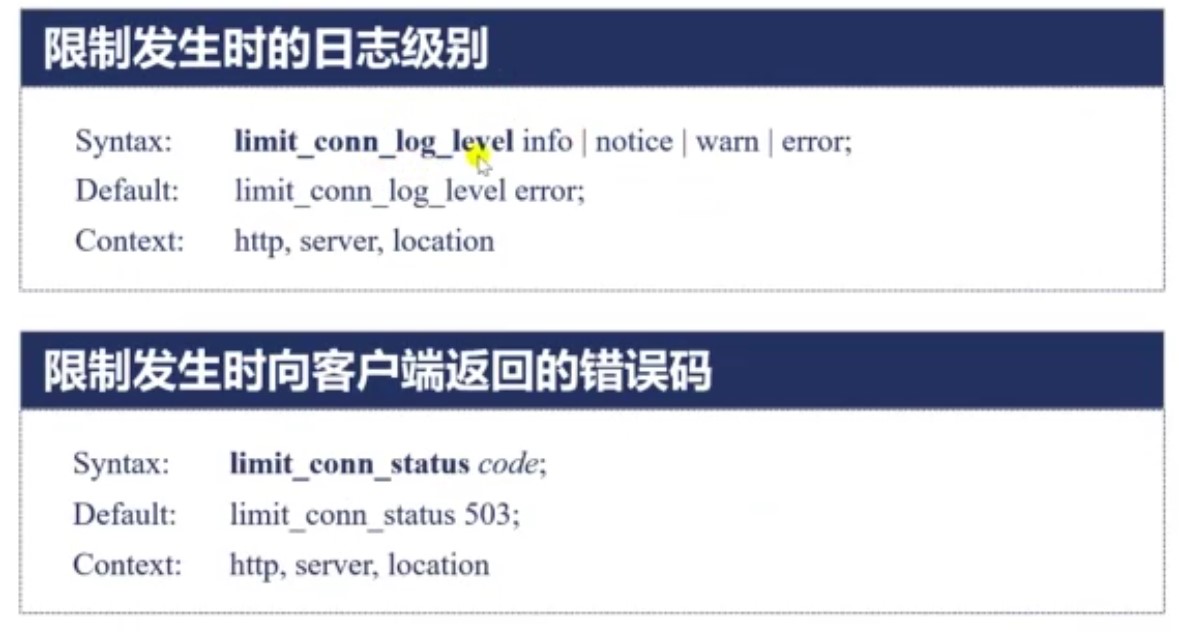 限制发生时的日志级别
Syntax: limit_conn_log_level info | notice | warn | error;
Default: limit_conn_log_level error;
Context: http, server, location
限制发生时向客户端返回的错误码
Syntax: limit_conn_status code;
Default: limit_conn_status 503;
Context: http, server, location